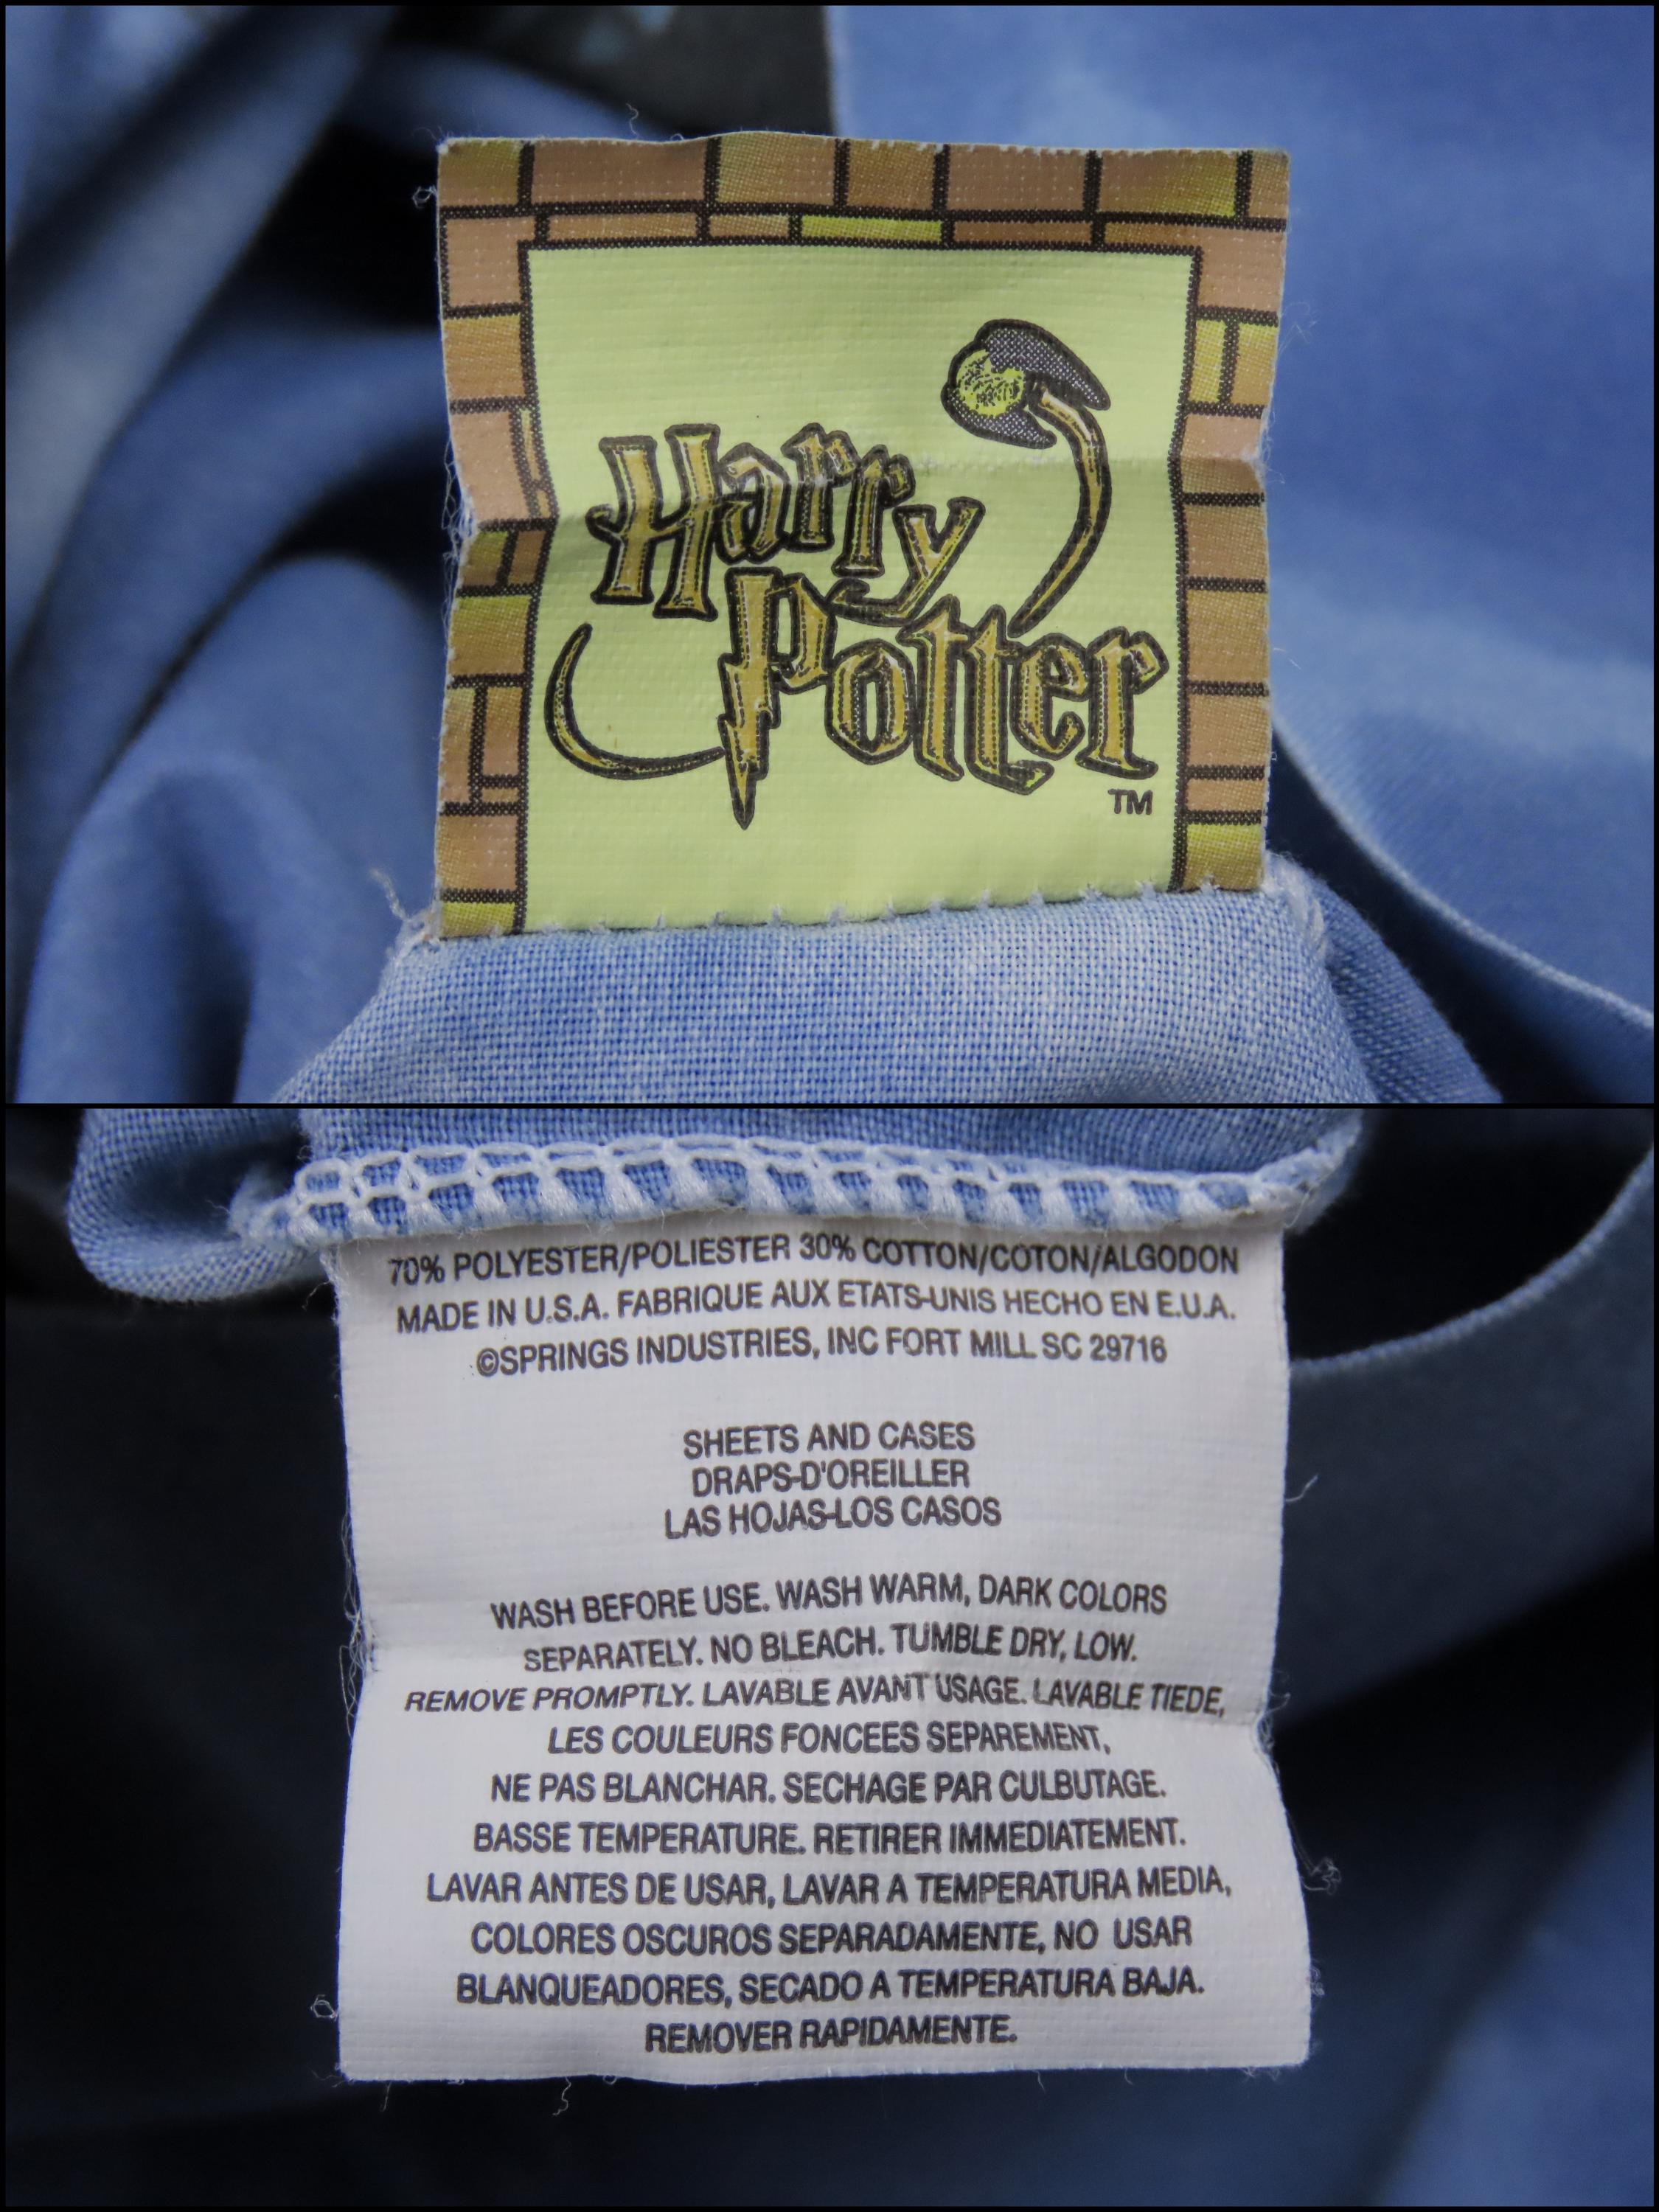 Harry
Potter
TM
70% POLYESTER/POLIESTER 30% COTTON/COTON/ALGODON
MADE IN U.S.A. FABRIQUE AUX ETATS-UNIS HECHO EN E.U.A.
©SPRINGS INDUSTRIES, INC FORT MILL SC 29716
SHEETS AND CASES
DRAPS-D'OREILLER
LAS HOJAS-LOS CASOS
WASH BEFORE USE. WASH WARM, DARK COLORS
SEPARATELY. NO BLEACH. TUMBLE DRY, LOW.
REMOVE PROMPTLY. LAVABLE AVANT USAGE. LAVABLE TIEDE,
LES COULEURS FONCEES SEPAREMENT,
NE PAS BLANCHAR. SECHAGE PAR CULBUTAGE.
BASSE TEMPERATURE. RETIRER IMMEDIATEMENT.
LAVAR ANTES DE USAR, LAVAR A TEMPERATURA MEDIA,
COLORES OSCUROS SEPARADAMENTE, NO USAR
BLANQUEADORES, SECADO A TEMPERATURA BAJA.
REMOVER RAPIDAMENTE.